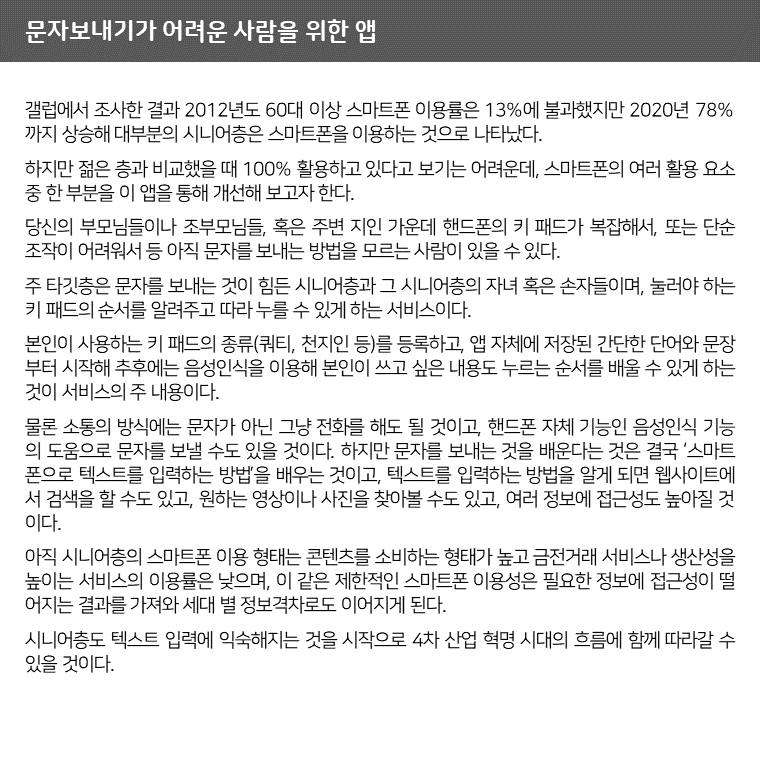 문자보내기가 어려운 사람을 위한 앱
갤럽에서 조사한 결과 2012년도 60대 이상 스마트폰 이용률은 13%에 불과했지만 2020년 78%
까지 상승해 대부분의 시니어층은 스마트폰을 이용하는 것으로 나타났다.
하지만 젊은 층과 비교했을 때 100% 활용하고 있다고 보기는 어려운데, 스마트폰의 여러 활용 요소
중 한 부분을 이 앱을 통해 개선해 보고자 한다.
당신의 부모님들이나 조부모님들, 혹은 주변 지인 가운데 핸드폰의 키 패드가 복잡해서, 또는 단순
조작이 어려워서 등 아직 문자를 보내는 방법을 모르는 사람이 있을 수 있다.
주 타깃층은 문자를 보내는 것이 힘든 시니어층과 그 시니어층의 자녀 혹은 손자들이며, 눌러야 하는
키 패드의 순서를 알려주고 따라 누를 수 있게 하는 서비스이다.
본인이 사용하는 키 패드의 종류(쿼티, 천지인 등)를 등록하고, 앱 자체에 저장된 간단한 단어와 문장
부터 시작해 추후에는 음성인식을 이용해 본인이 쓰고 싶은 내용도 누르는 순서를 배울 수 있게 하는
것이 서비스의 주 내용이다.
물론 소통의 방식에는 문자가 아닌 그냥 전화를 해도 될 것이고, 핸드폰 자체 기능인 음성인식 기능
의 도움으로 문자를 보낼 수도 있을 것이다. 하지만 문자를 보내는 것을 배운다는 것은 결국 ‘스마트
폰으로 텍스트를 입력하는 방법’을 배우는 것이고, 텍스트를 입력하는 방법을 알게 되면 웹사이트에
서 검색을 할 수도 있고, 원하는 영상이나 사진을 찾아볼 수도 있고, 여러 정보에 접근성도 높아질 것
이다.
아직 시니어층의 스마트폰 이용 형태는 콘텐츠를 소비하는 형태가 높고 금전거래 서비스나 생산성을
높이는 서비스의 이용률은 낮으며, 이 같은 제한적인 스마트폰 이용성은 필요한 정보에 접근성이 떨
어지는 결과를 가져와 세대 별 정보격차로도 이어지게 된다.
시니어층도 텍스트 입력에 익숙해지는 것을 시작으로 4차 산업 혁명 시대의 흐름에 함께 따라갈 수
있을 것이다.